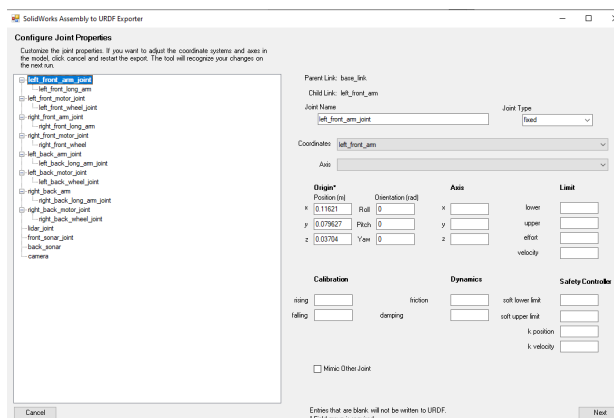 SolidWorks Assembly to URDF Exporter
Configure Joint Properties
Customize the joint properties. If you want to adjust the coordinate systems and axes in
the model, click cancel and restart the export. The tool will recognize your changes on
the next run.
left_front_arm_joint
left_front_long_arm
left_front_motor_joint
left_front_wheel_joint
right_front_arm_joint
right_front_long_arm
right_front_motor_joint
right_front_wheel
left_back_arm_joint
left_back_long_arm_joint
left_back_motor_joint
left_back_wheel_joint
right_back_arm
right_back_long_arm_joint
right_back_motor_joint
right_back_wheel_joint
lidar_joint
front_sonar_joint
back_sonar
camera
Parent Link: base_link
Child Link: left_front_arm
Joint Name
Joint Type
left_front_arm_joint
fixed
Coordinates left_front_arm
Axis
Origin*
Axis
Limit
Position (m)
Orientation (rad)
x 0.11621 Roll 0 x lower
y 0.079627 Pitch 0 y upper
z 0.03704 Yaw 0 z effort
velocity
Calibration
Dynamics
Safety Controller
rising friction soft lower limit
falling damping soft upper limit
k position
k velocity
Mimic Other Joint
Entries that are blank will not be written to URDF.
Cancel
Next